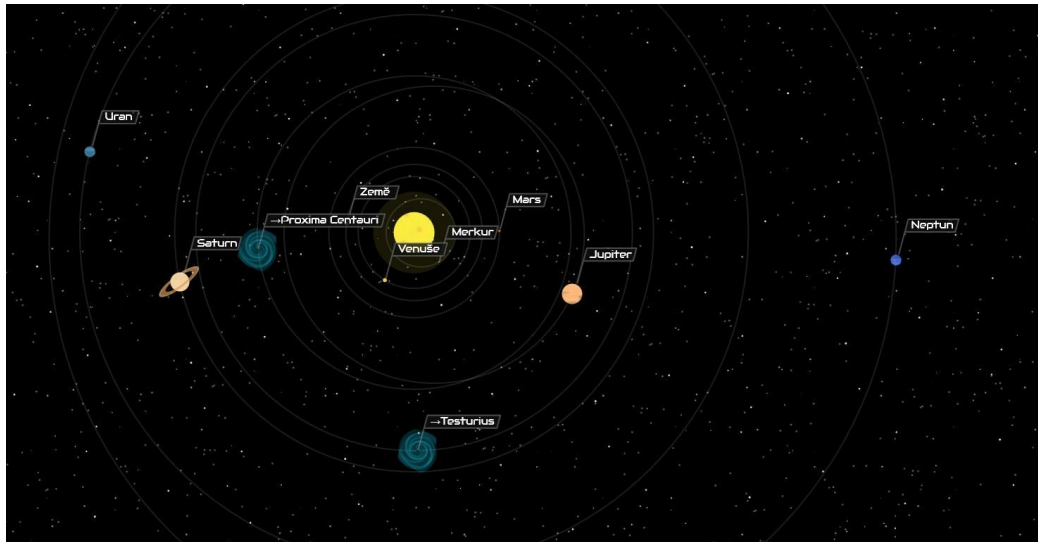 Uran
Země
Mars
→Proxima Centauri
Merkur
Neptun
Saturn
Venuše
Jupiter
→Testurius